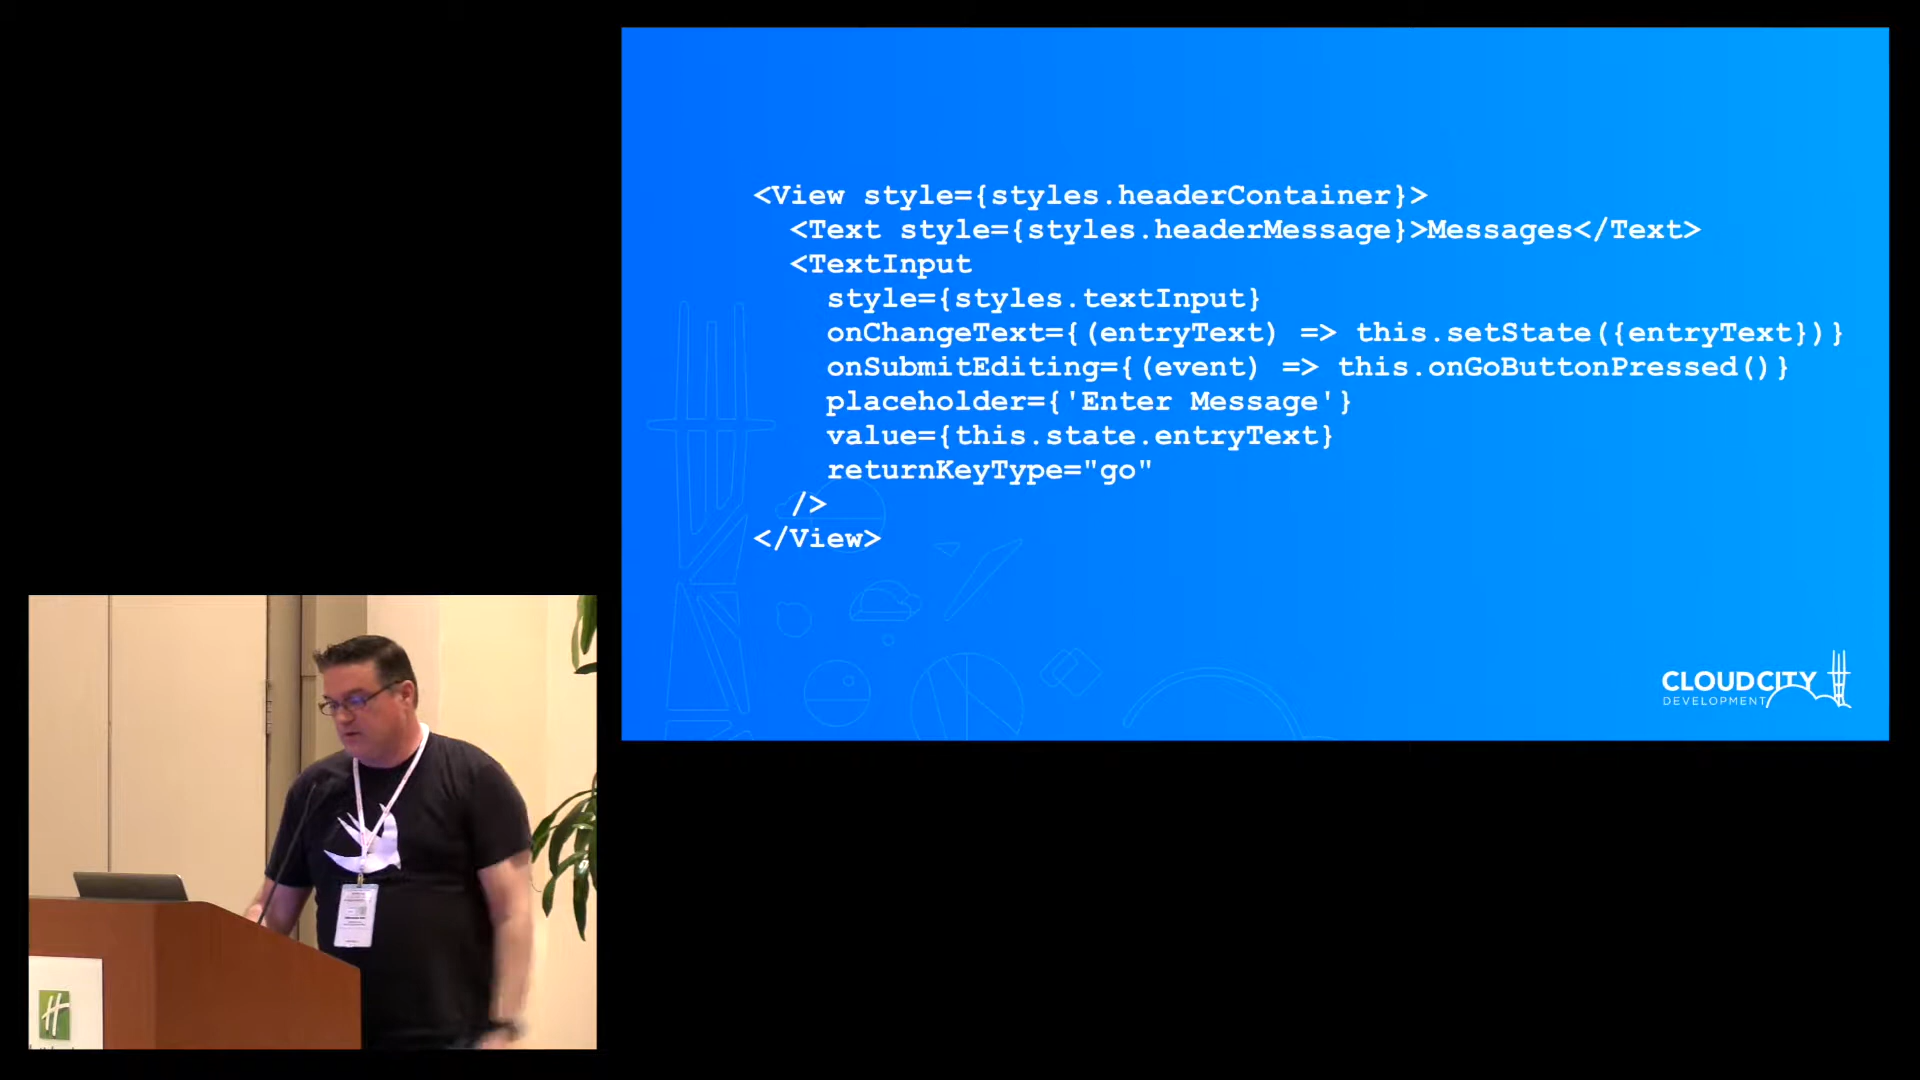 <View style={styles.headerContainer}>
<Text style={styles.headerMessage}>Messages</Text>
<TextInput
style={styles.textInput}
onChangeText={(entryText) => this.setState({entryText})}
onSubmitEditing={(event) => this.onGoButtonPressed()}
placeholder={'Enter Message'}
value={this.state.entryText}
returnKeyType="go"
/>
</View>
CLOUDCITY
DEVELOPMENT
H